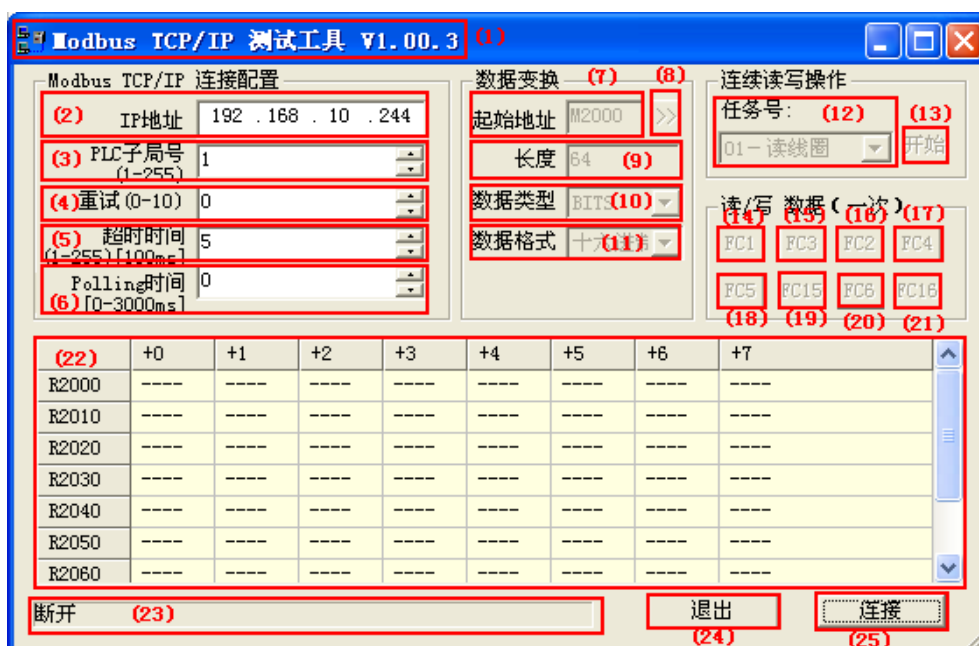 Modbus TCP/IP 测试工具 V1.00.3 (1)
Modbus TCP/IP 连接配置
(2) IP地址 192 .168 . 10 .244
(3) PLC子局号 (1-255) 1
(4) 重试(0-10) 0
(5) 超时时间 (1-255)[100ms] 5
(6) Polling时间 [0-3000ms] 0
数据变换 (7) (8)
起始地址 M2000 >>
长度 64 (9)
数据类型 BITS (10)
数据格式 (11)
连续读写操作
任务号: (12) (13)
01-读线圈 开始
读/写 数据(一次)
(14) (15) (16) (17)
FC1 FC3 FC2 FC4
FC5 FC15 FC6 FC16
(18) (19) (20) (21)
(22) +0 +1 +2 +3 +4 +5 +6 +7
R2000 ---- ---- ---- ---- ---- ---- ---- ----
R2010 ---- ---- ---- ---- ---- ---- ---- ----
R2020 ---- ---- ---- ---- ---- ---- ---- ----
R2030 ---- ---- ---- ---- ---- ---- ---- ----
R2040 ---- ---- ---- ---- ---- ---- ---- ----
R2050 ---- ---- ---- ---- ---- ---- ---- ----
R2060 ---- ---- ---- ---- ---- ---- ---- ----
断开 (23) 退出 连接
(24) (25)